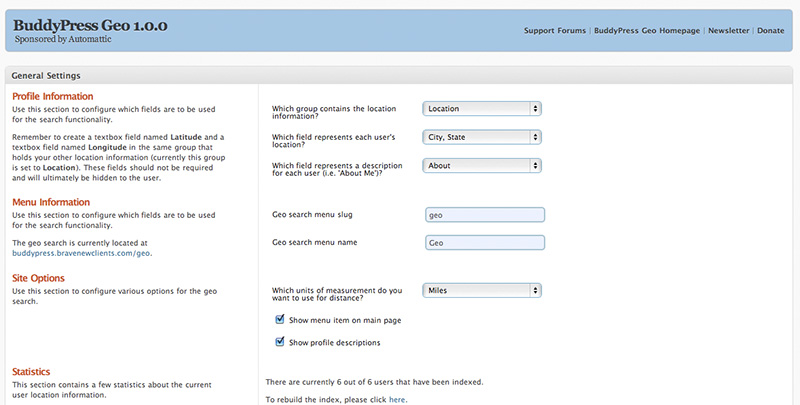 BuddyPress Geo 1.0.0
Sponsored by Automattic
Support Forums | BuddyPress Geo Homepage | Newsletter | Donate
General Settings
Profile Information
Use this section to configure which fields are to be used
for the search functionality.
Remember to create a textbox field named Latitude and a
textbox field named Longitude in the same group that
holds your other location information (currently this group
is set to Location). These fields should not be required
and will ultimately be hidden to the user.
Which group contains the location
information?
Location
Which field represents each user's
location?
City, State
Which field represents a description
for each user (i.e. "About Me")?
About
Menu Information
Use this section to configure which fields are to be used
for the search functionality.
The geo search is currently located at
buddypress.bravenewclients.com/geo.
Geo search menu slug
geo
Geo search menu name
Geo
Site Options
Use this section to configure various options for the geo
search.
Which units of measurement do you
want to use for distance?
Miles
Show menu item on main page
Show profile descriptions
Statistics
This section contains a few statistics about the current
user location information.
There are currently 6 out of 6 users that have been indexed.
To rebuild the index, please click here.